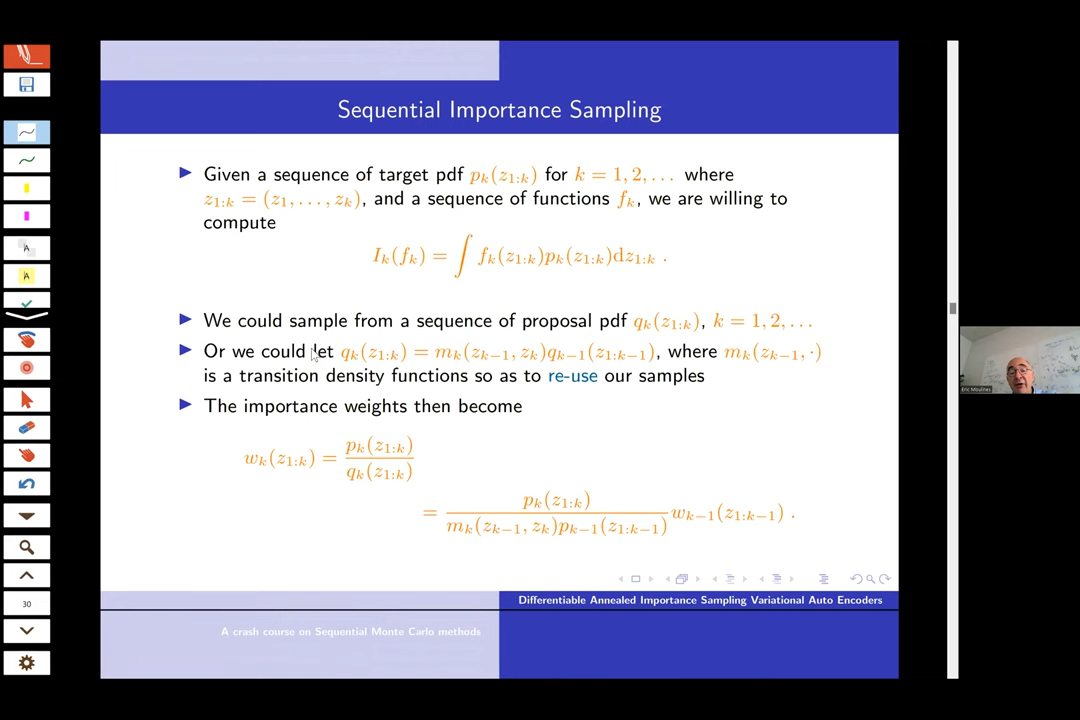 Sequential Importance Sampling
Given a sequence of target pdf p_k(z_{1:k}) for k = 1, 2, . . . where
z_{1:k} = (z_1, . . . , z_k), and a sequence of functions f_k, we are willing to
compute
I_k(f_k) = ∫ f_k(z_{1:k})p_k(z_{1:k})dz_{1:k} .
We could sample from a sequence of proposal pdf q_k(z_{1:k}), k = 1, 2, . . .
Or we could let q_k(z_{1:k}) = m_k(z_{k−1}, z_k)q_{k−1}(z_{1:k−1}), where m_k(z_{k−1}, ·)
is a transition density functions so as to re-use our samples
The importance weights then become
w_k(z_{1:k}) = p_k(z_{1:k}) / q_k(z_{1:k})
= p_k(z_{1:k}) / m_k(z_{k−1}, z_k)p_{k−1}(z_{1:k−1}) w_{k−1}(z_{1:k−1}) .
Differentiable Annealed Importance Sampling Variational Auto Encoders
A crash course on Sequential Monte Carlo methods
A
A
30
Eric Moulines